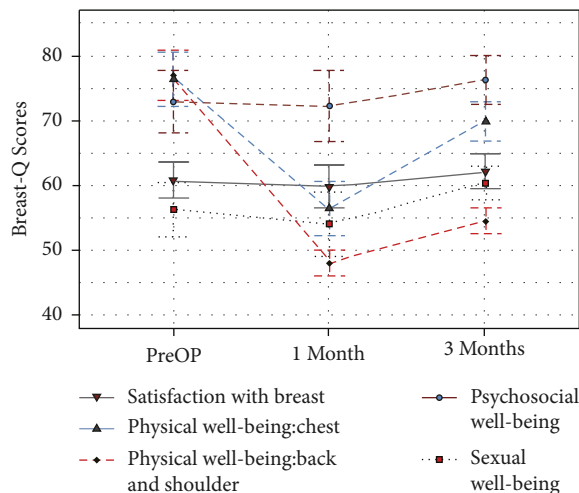 Breast-Q Scores
80
70
60
50
40
PreOP
1 Month
3 Months
Satisfaction with breast
Physical well-being:chest
Physical well-being:back
and shoulder
Psychosocial
well-being
Sexual
well-being